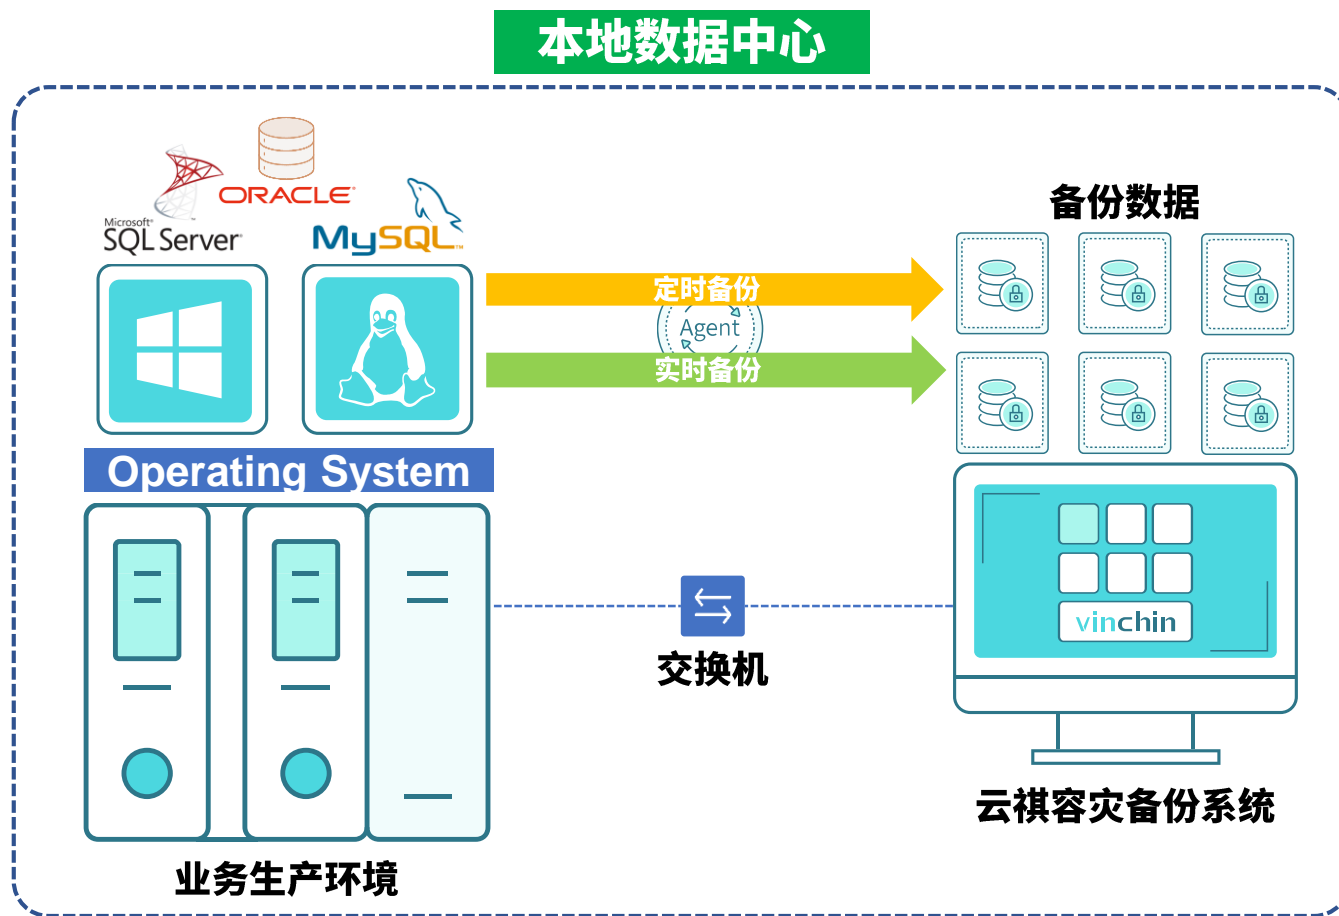 本地数据中心
Microsoft®
SQL Server®
ORACLE®
MySQL™
备份数据
定时备份
Agent
实时备份
Operating System
vinchin
交换机
云祺容灾备份系统
业务生产环境